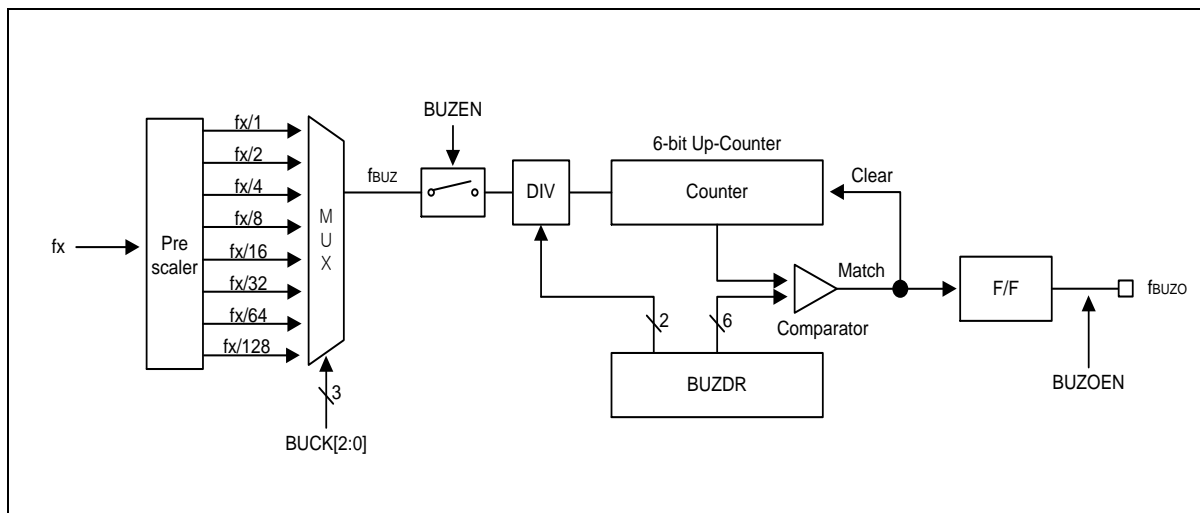 BUZEN
6-bit Up-Counter
fx/1
fx/2
fx/4
fx/8
fx/16
fx/32
fx/64
fx/128
fx
Pre
scaler
M
U
X
fBUZ
DIV
Counter
Clear
Match
Comparator
F/F
fBUZO
2
6
BUZDR
BUZOEN
3
BUCK[2:0]